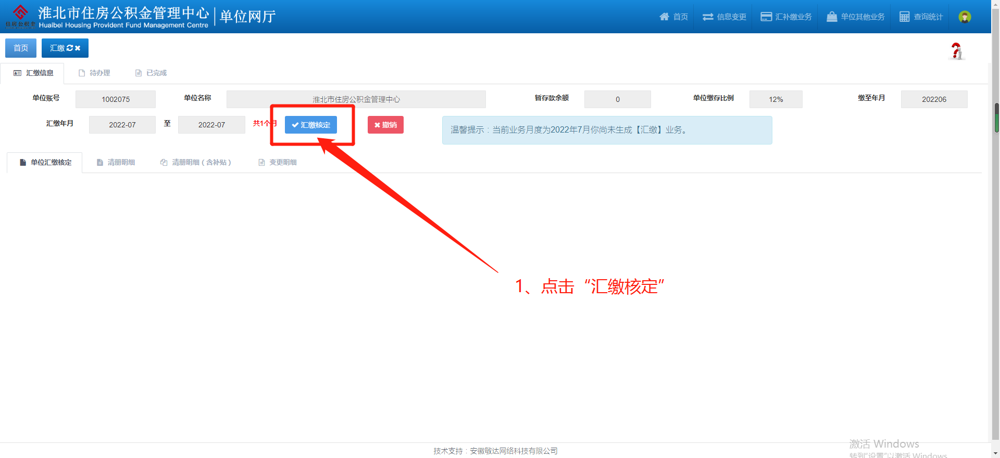 淮北市住房公积金管理中心 | 单位网厅
Huaibei Housing Provident Fund Management Centre
住房公积金
首页 信息变更 汇补缴业务 单位其他业务 查询统计
首页 汇缴
汇缴信息 待办理 已完成
单位账号 1002075 单位名称 淮北市住房公积金管理中心 暂存款余额 0 单位缴存比例 12% 缴至年月 202206
汇缴年月 2022-07 至 2022-07 共1个月 汇缴核定 撤销 温馨提示：当前业务月度为2022年7月你尚未生成【汇缴】业务。
单位汇缴核定 清册明细 清册明细（含补贴） 变更明细
1、点击“汇缴核定”
技术支持：安徽敏达网络科技有限公司
激活 Windows
转到“设置”以激活 Windows。